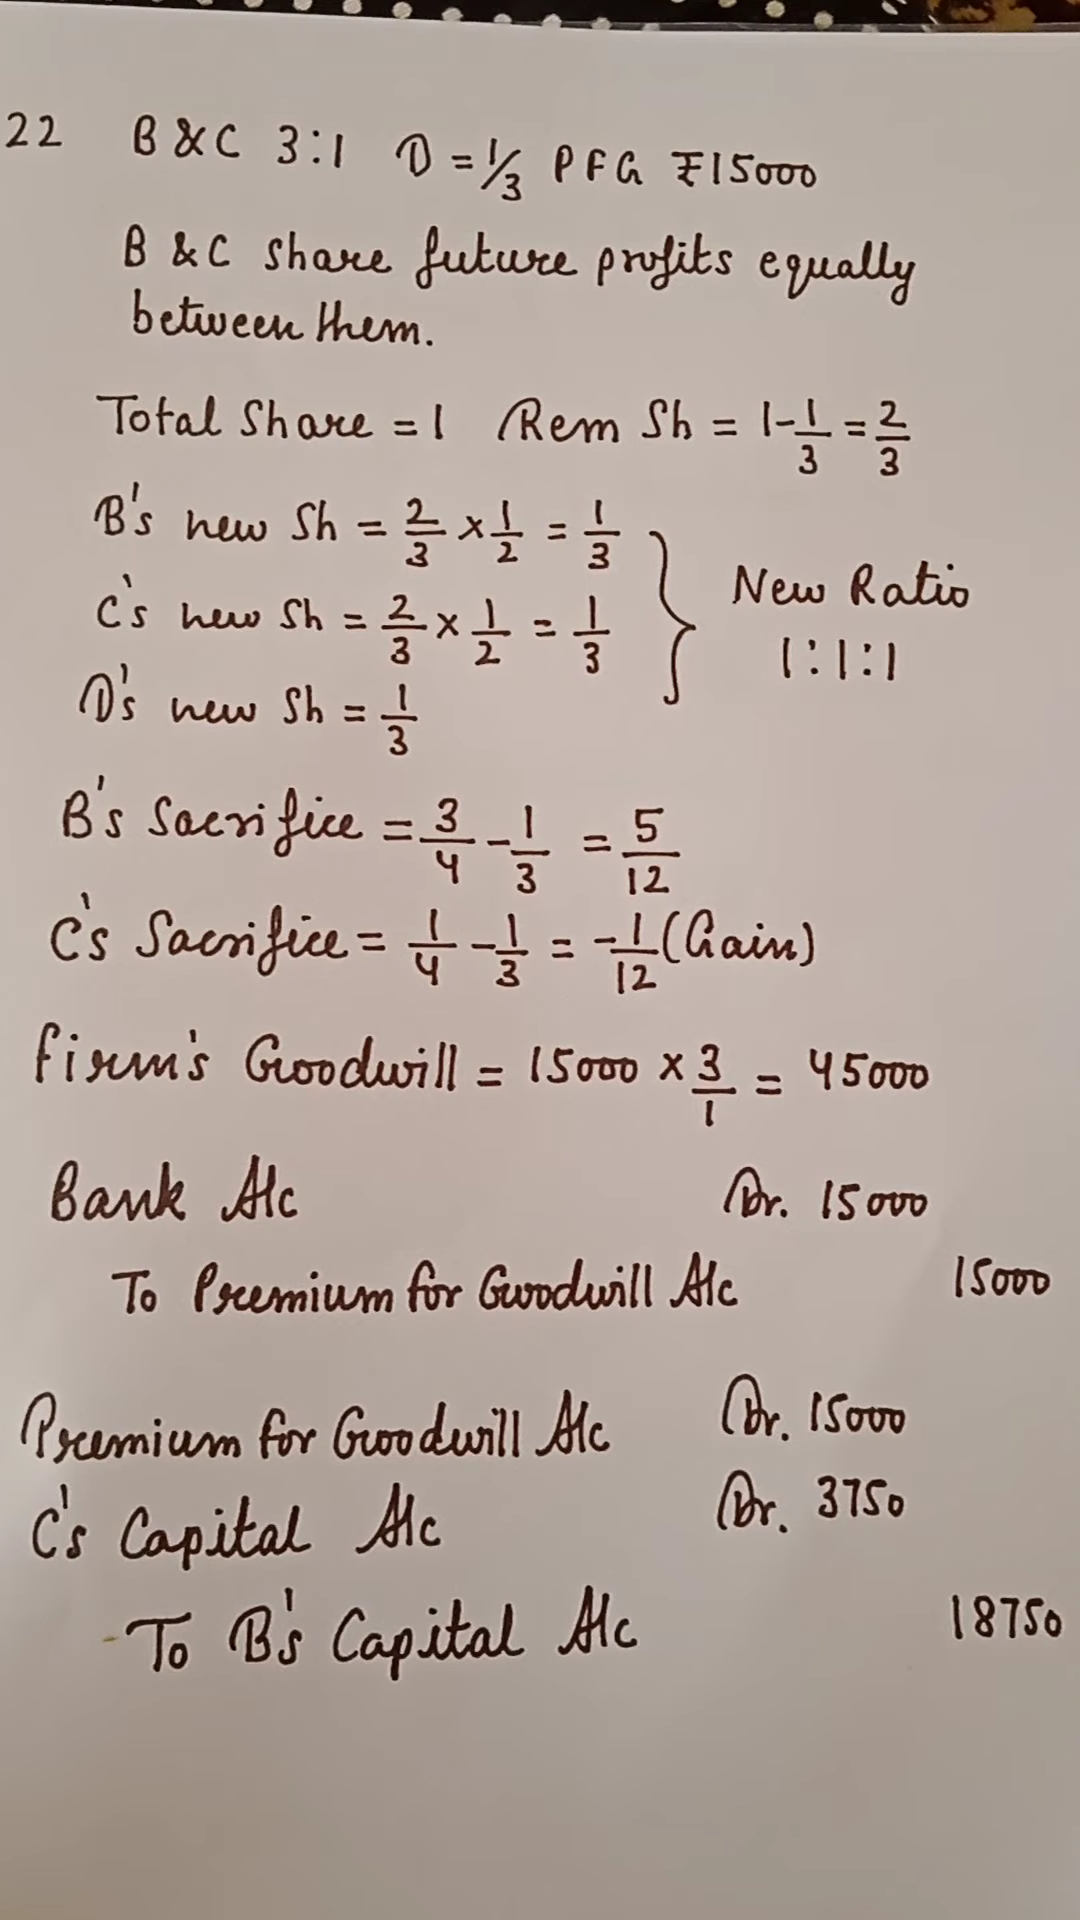 22 B & C 3:1 D = 1/3 PFG ₹15000
B & C share future profits equally
between them.
Total Share = 1 Rem Sh = 1 - 1/3 = 2/3
B's new Sh = 2/3 x 1/2 = 1/3
C's new Sh = 2/3 x 1/2 = 1/3
D's new Sh = 1/3
New Ratio
1:1:1
B's Sacrifice = 3/4 - 1/3 = 5/12
C's Sacrifice = 1/4 - 1/3 = -1/12 (Gain)
Firm's Goodwill = 15000 x 3/1 = 45000
Bank A/c Dr. 15000
To Premium for Goodwill A/c 15000
Premium for Goodwill A/c Dr. 15000
C's Capital A/c Dr. 3750
To B's Capital A/c 18750